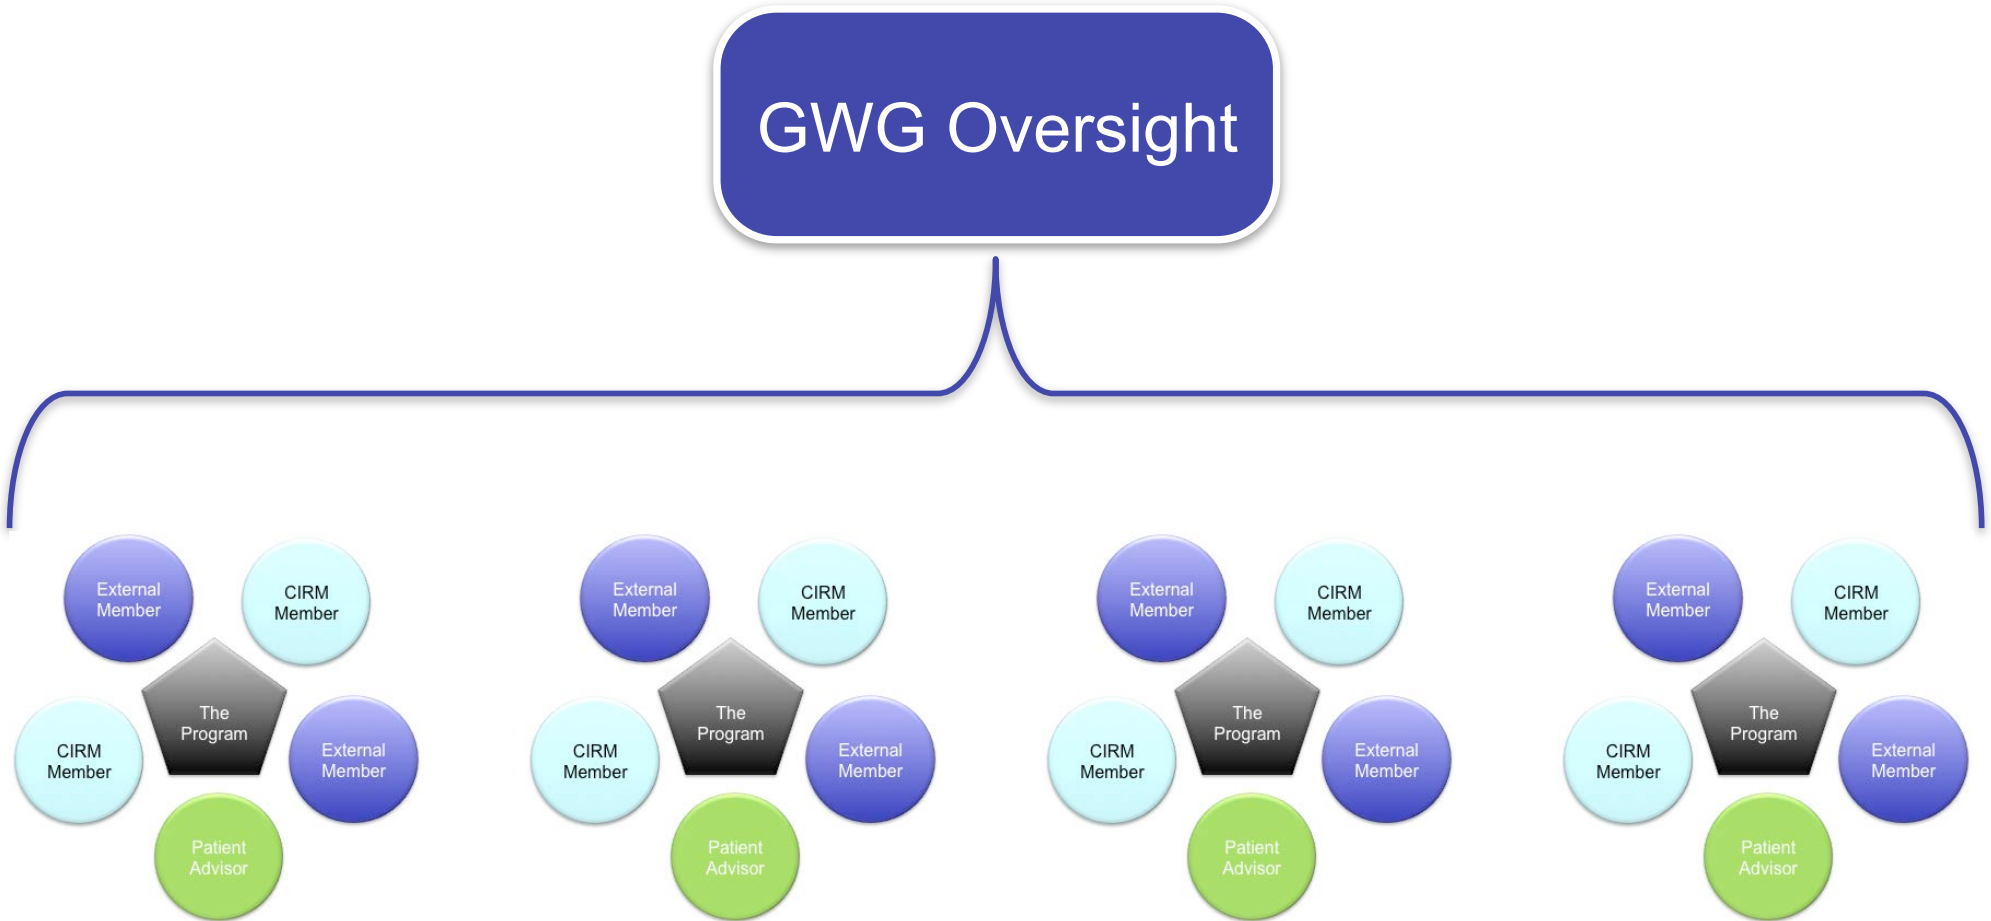 GWG Oversight
External
Member
CIRM
Member
The
Program
CIRM
Member
External
Member
Patient
Advisor
External
Member
CIRM
Member
The
Program
CIRM
Member
External
Member
Patient
Advisor
External
Member
CIRM
Member
The
Program
CIRM
Member
External
Member
Patient
Advisor
External
Member
CIRM
Member
The
Program
CIRM
Member
External
Member
Patient
Advisor